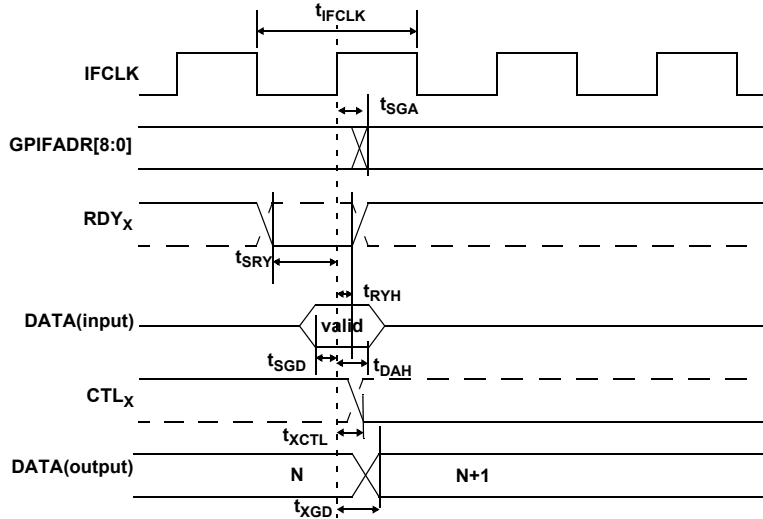 tIFCLK
IFCLK
tSGA
GPIFADR[8:0]
RDYX
tSRY
tRYH
DATA(input)
valid
tSGD
tDAH
CTLX
tXCTL
DATA(output)
N
N+1
tXGD